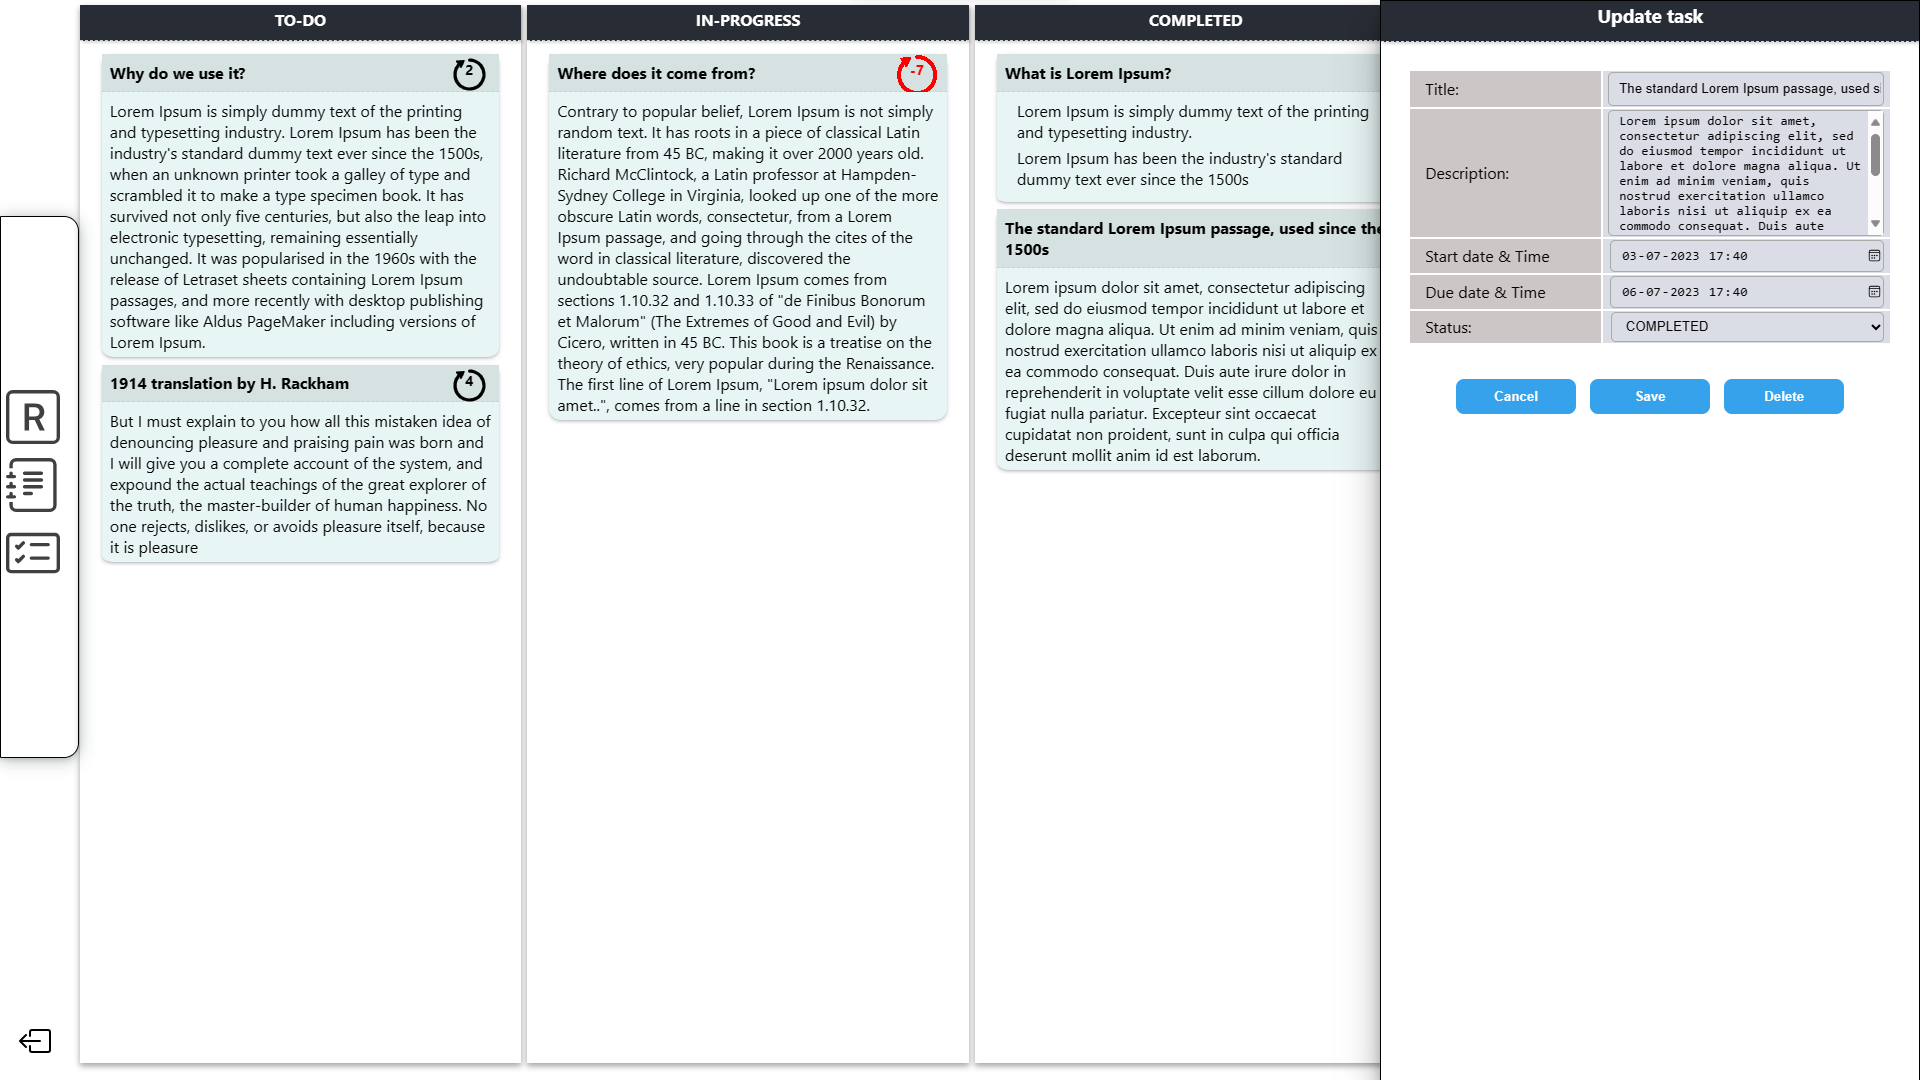 TO-DO
Why do we use it?
2
Lorem Ipsum is simply dummy text of the printing
and typesetting industry. Lorem Ipsum has been the
industry's standard dummy text ever since the 1500s,
when an unknown printer took a galley of type and
scrambled it to make a type specimen book. It has
survived not only five centuries, but also the leap into
electronic typesetting, remaining essentially
unchanged. It was popularised in the 1960s with the
release of Letraset sheets containing Lorem Ipsum
passages, and more recently with desktop publishing
software like Aldus PageMaker including versions of
Lorem Ipsum.
1914 translation by H. Rackham
4
But I must explain to you how all this mistaken idea of
denouncing pleasure and praising pain was born and
I will give you a complete account of the system, and
expound the actual teachings of the great explorer of
the truth, the master-builder of human happiness. No
one rejects, dislikes, or avoids pleasure itself, because
it is pleasure
R
IN-PROGRESS
Where does it come from?
-7
Contrary to popular belief, Lorem Ipsum is not simply
random text. It has roots in a piece of classical Latin
literature from 45 BC, making it over 2000 years old.
Richard McClintock, a Latin professor at Hampden-
Sydney College in Virginia, looked up one of the more
obscure Latin words, consectetur, from a Lorem
Ipsum passage, and going through the cites of the
word in classical literature, discovered the
undoubtable source. Lorem Ipsum comes from
sections 1.10.32 and 1.10.33 of "de Finibus Bonorum
et Malorum" (The Extremes of Good and Evil) by
Cicero, written in 45 BC. This book is a treatise on the
theory of ethics, very popular during the Renaissance.
The first line of Lorem Ipsum, "Lorem ipsum dolor sit
amet..", comes from a line in section 1.10.32.
COMPLETED
What is Lorem Ipsum?
Lorem Ipsum is simply dummy text of the printing
and typesetting industry.
Lorem Ipsum has been the industry's standard
dummy text ever since the 1500s
The standard Lorem Ipsum passage, used since the
1500s
Lorem ipsum dolor sit amet, consectetur adipiscing
elit, sed do eiusmod tempor incididunt ut labore et
dolore magna aliqua. Ut enim ad minim veniam, quis
nostrud exercitation ullamco laboris nisi ut aliquip ex
ea commodo consequat. Duis aute irure dolor in
reprehenderit in voluptate velit esse cillum dolore eu
fugiat nulla pariatur. Excepteur sint occaecat
cupidatat non proident, sunt in culpa qui officia
deserunt mollit anim id est laborum.
Update task
Title:
The standard Lorem Ipsum passage, used si
Description:
Lorem ipsum dolor sit amet,
consectetur adipiscing elit, sed
do eiusmod tempor incididunt ut
labore et dolore magna aliqua. Ut
enim ad minim veniam, quis
nostrud exercitation ullamco
laboris nisi ut aliquip ex ea
commodo consequat. Duis aute
Start date & Time
03-07-2023 17:40
Due date & Time
06-07-2023 17:40
Status:
COMPLETED
Cancel
Save
Delete